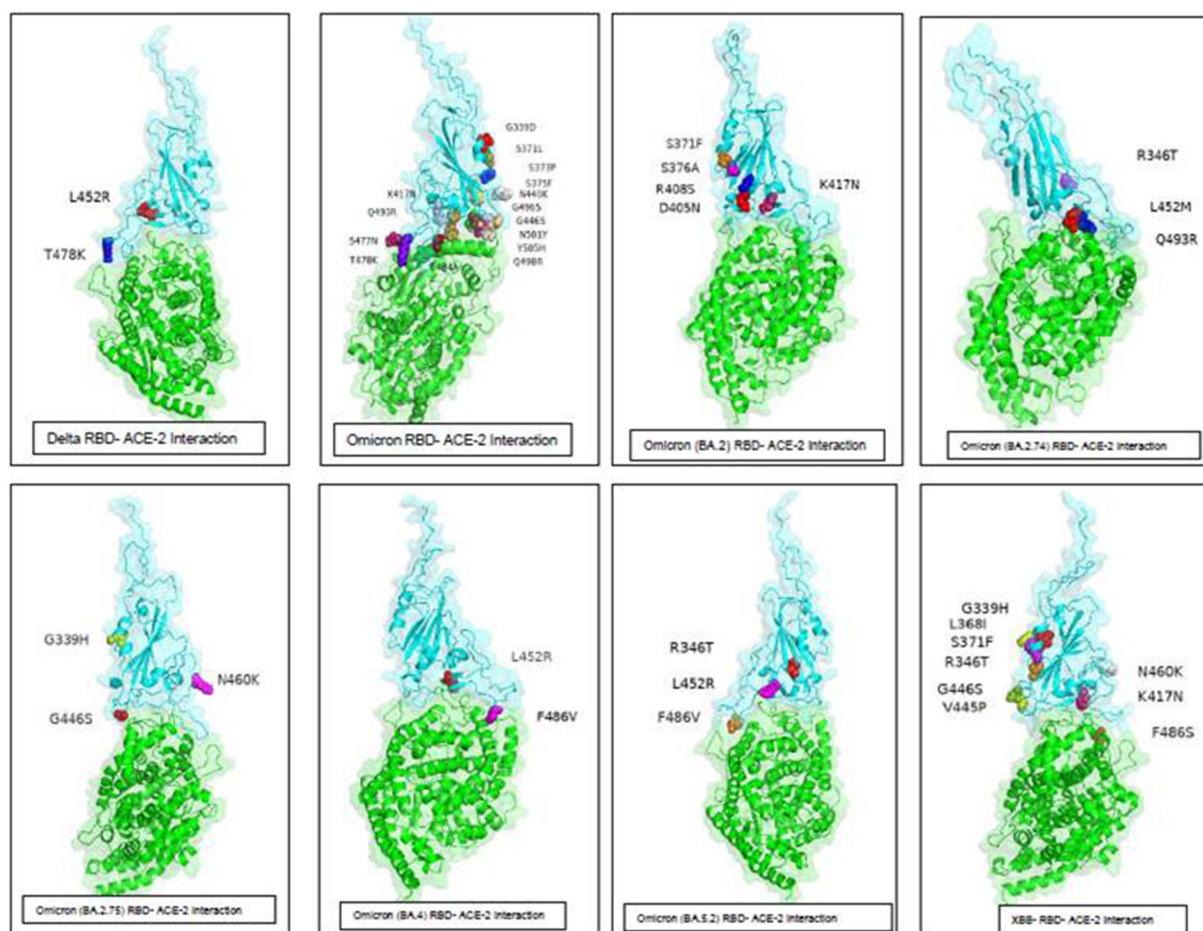 L452R
T478K
Delta RBD- ACE-2 Interaction
G339D
S371L
S373P
S375F
K417N
N440K
Q493R
G496S
G446S
S477N
N501Y
T478K
E484A
Y505H
Q498R
Omicron RBD- ACE-2 Interaction
S371F
S376A
R408S
K417N
D405N
Omicron (BA.2) RBD- ACE-2 Interaction
R346T
L452M
Q493R
Omicron (BA.2.74) RBD- ACE-2 Interaction
G339H
N460K
G446S
Omicron (BA.2.75) RBD- ACE-2 Interaction
L452R
F486V
Omicron (BA.4) RBD- ACE-2 Interaction
R346T
L452R
F486V
Omicron (BA.5.2) RBD- ACE-2 Interaction
G339H
L368I
S371F
R346T
N460K
G446S
K417N
V445P
F486S
XBB- RBD- ACE-2 Interaction